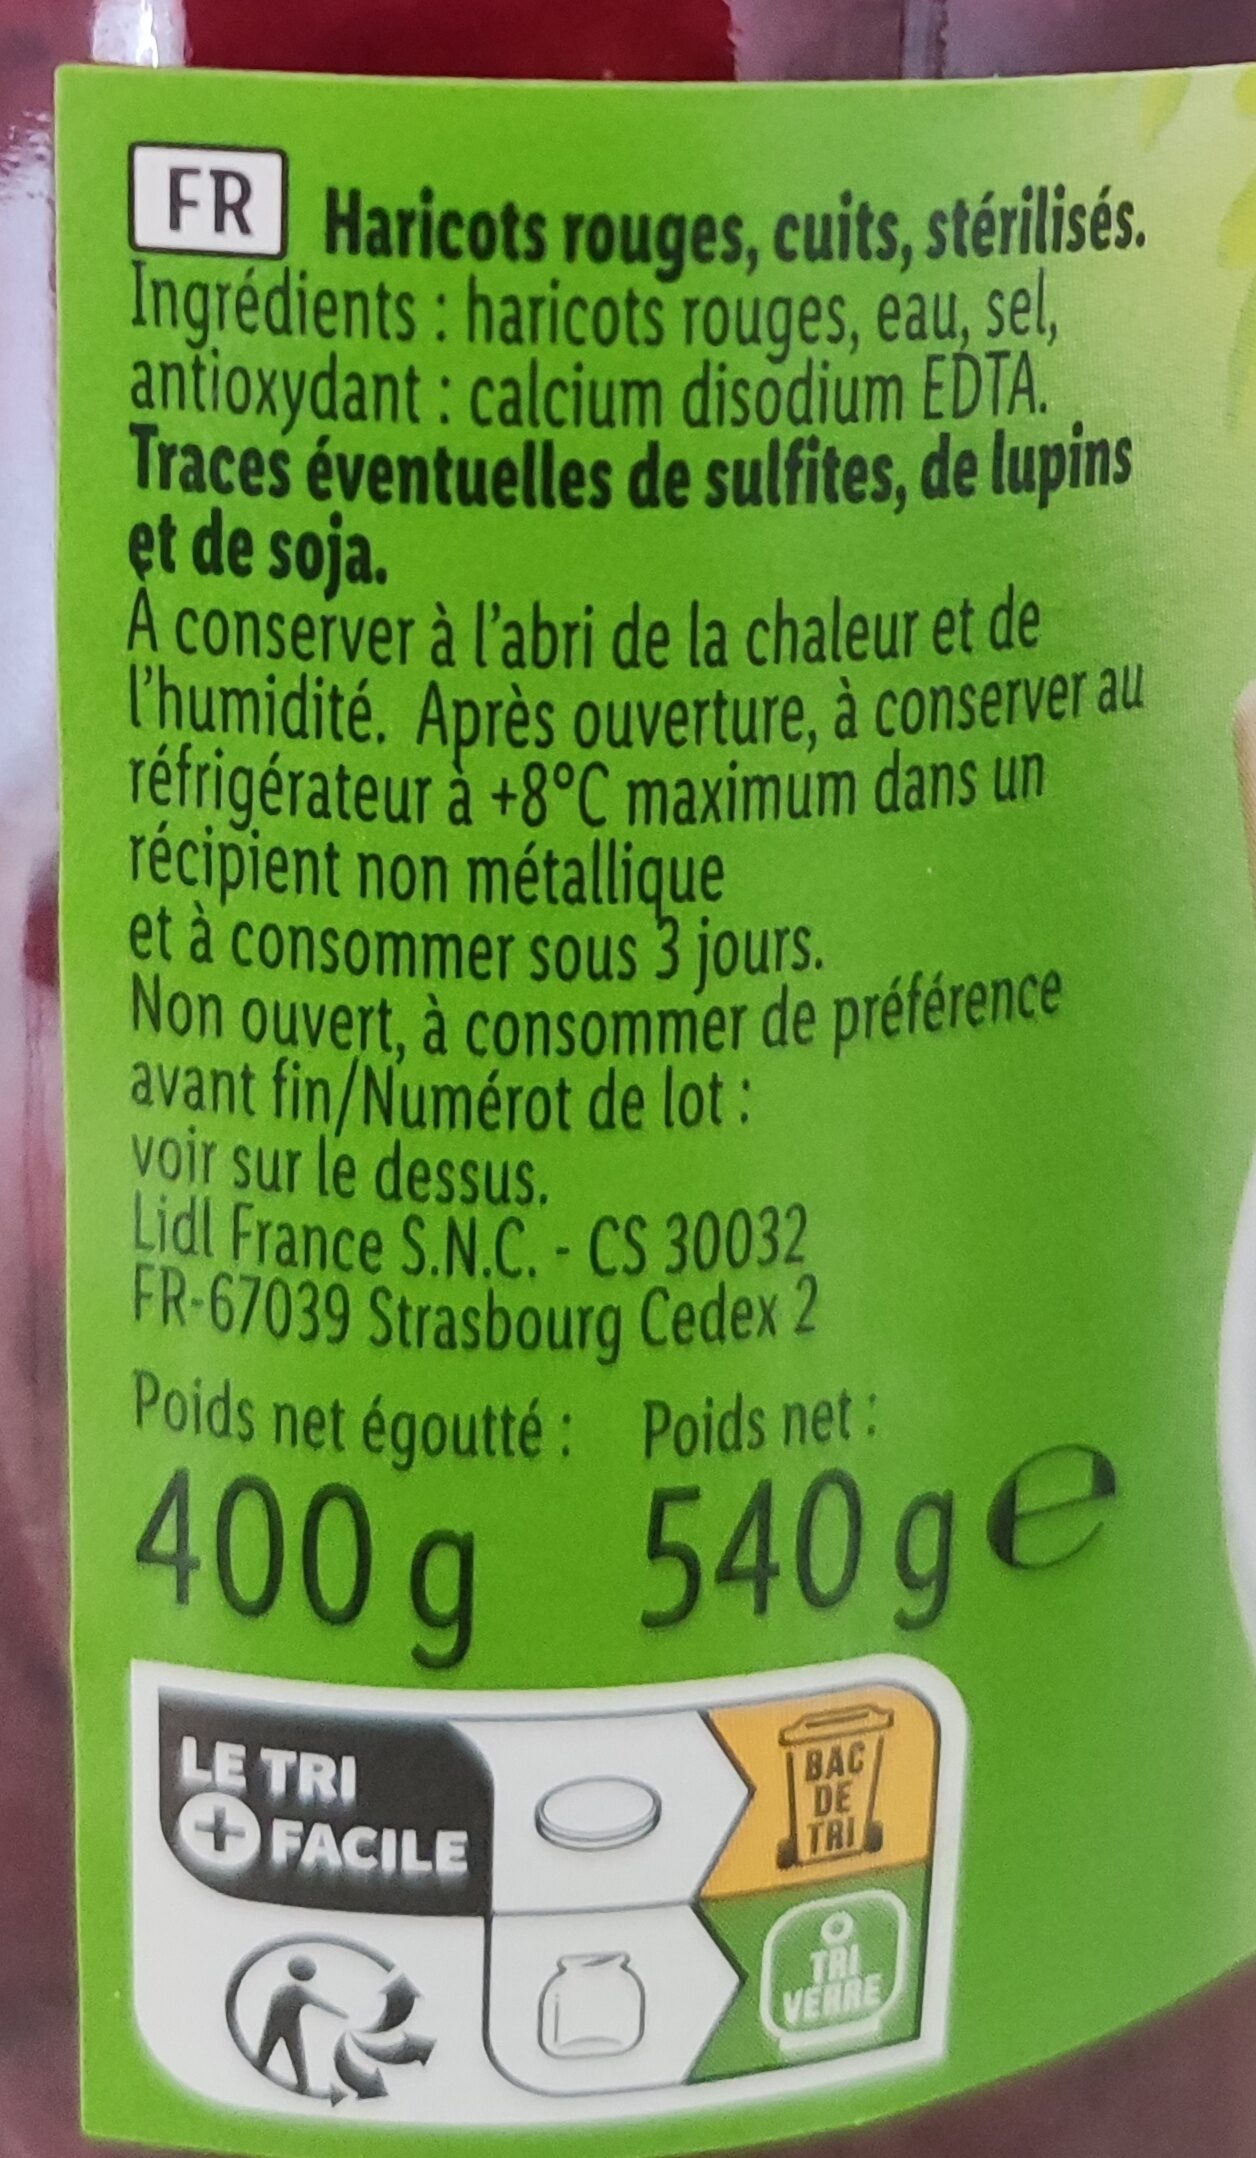 FR Haricots rouges, cuits, stérilisés.
Ingrédients : haricots rouges, eau, sel,
antioxydant : calcium disodium EDTA.
Traces éventuelles de sulfites, de lupins
et de soja.
À conserver à l'abri de la chaleur et de
l'humidité. Après ouverture, à conserver au
réfrigérateur à +8°C maximum dans un
récipient non métallique
et à consommer sous 3 jours.
Non ouvert, à consommer de préférence
avant fin/Numérot de lot :
voir sur le dessus.
Lidl France S.N.C. - CS 30032
FR-67039 Strasbourg Cedex 2
Poids net égoutté : Poids net :
400 g 540 g e
LE TRI
+ FACILE
BAC
DE
TRI
TRI
VERRE